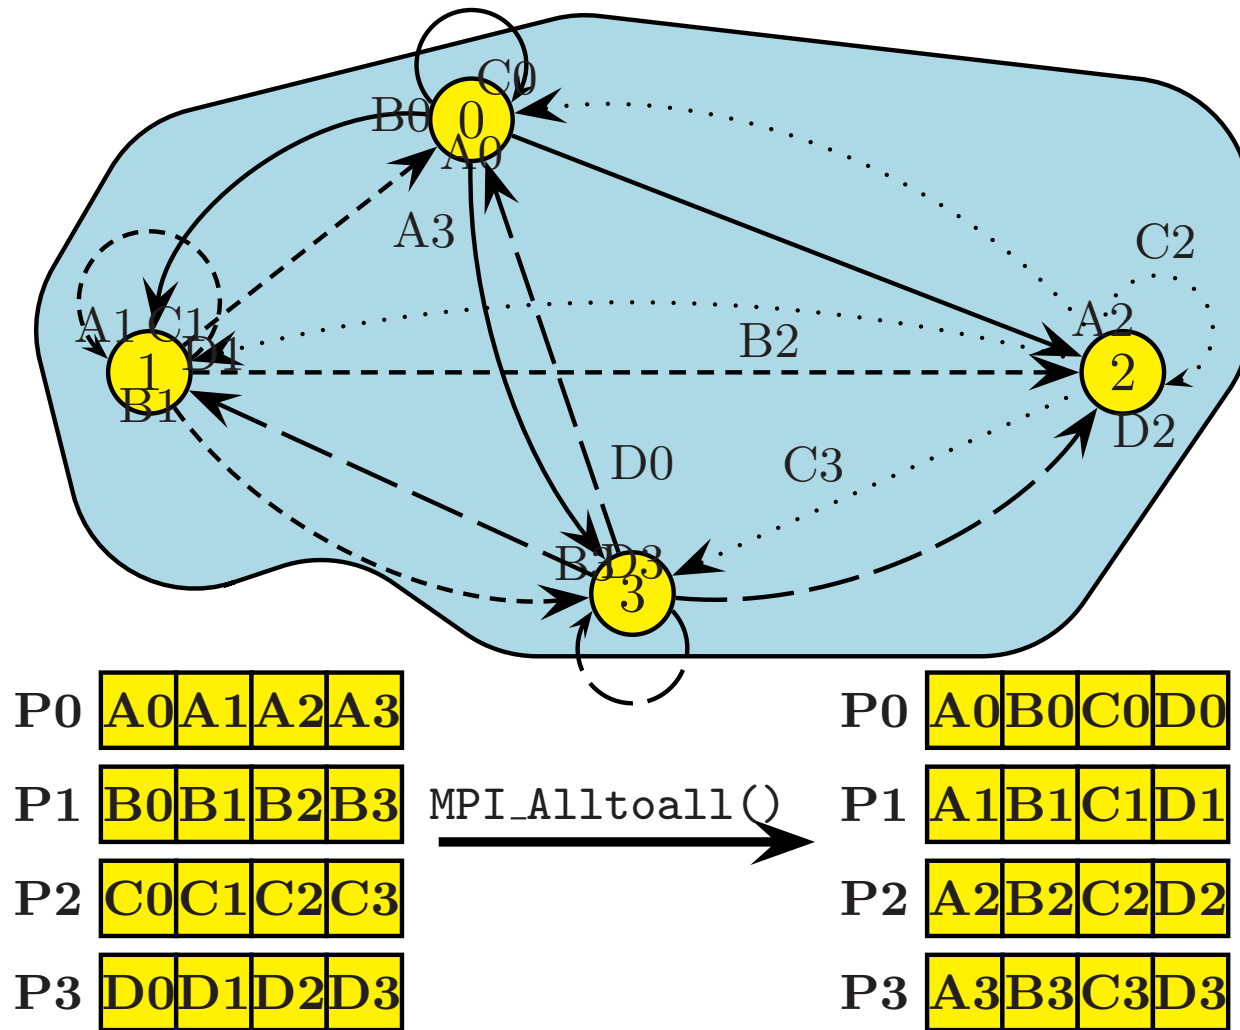 C0
B0 0
A0
A3
C2
A1 C1 A2
D1 B2
1 2
B1
D2
D0 C3
B3 D3
3
P0 A0 A1 A2 A3 P0 A0 B0 C0 D0
P1 B0 B1 B2 B3 MPI_Alltoall() P1 A1 B1 C1 D1
P2 C0 C1 C2 C3 P2 A2 B2 C2 D2
P3 D0 D1 D2 D3 P3 A3 B3 C3 D3